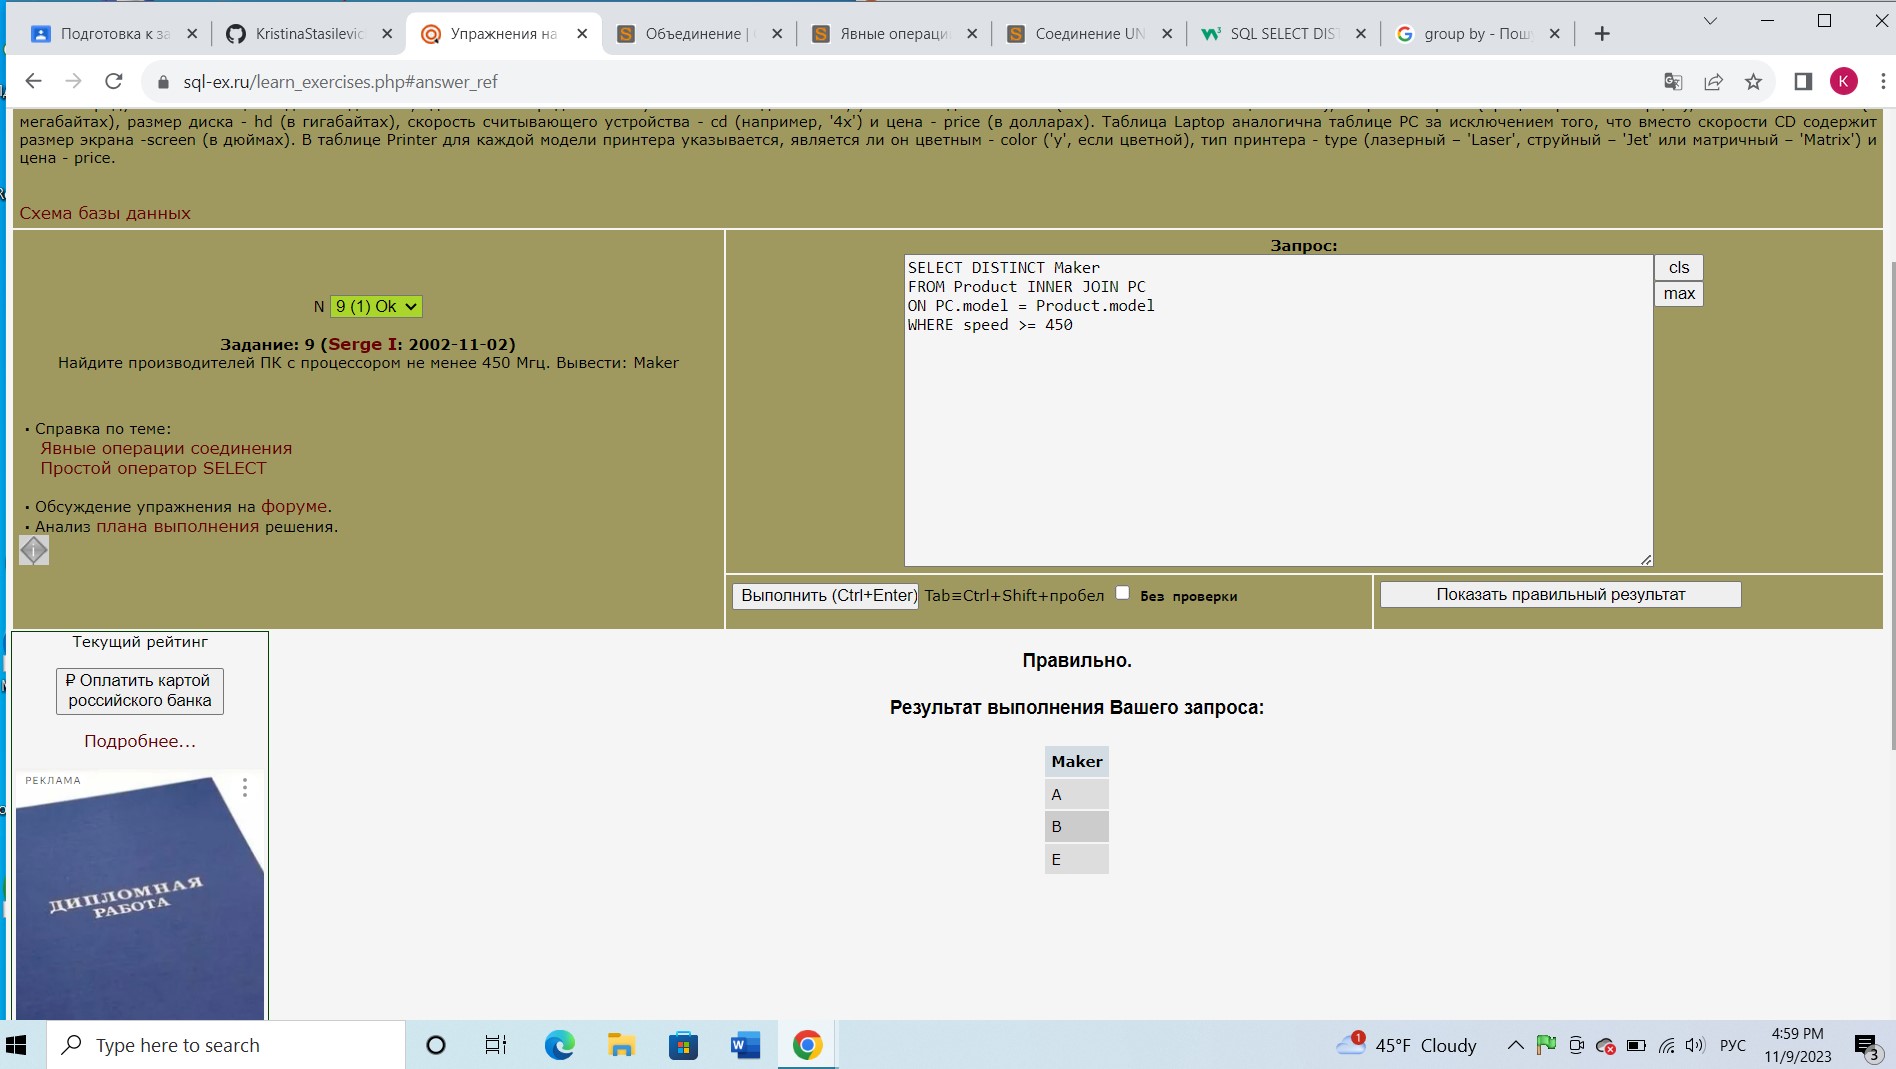 Подготовка к за
KristinaStasilevic
Упражнения на
Объединение |
Явные операци
Соединение UN
SQL SELECT DIS
group by - Пош
sql-ex.ru/learn_exercises.php#answer_ref
K
мегабайтах), размер диска - hd (в гигабайтах), скорость считывающего устройства - cd (например, '4x') и цена - price (в долларах). Таблица Laptop аналогична таблице РС за исключением того, что вместо скорости CD содержит
размер экрана -screen (в дюймах). В таблице Printer для каждой модели принтера указывается, является ли он цветным - color ('y', если цветной), тип принтера - type (лазерный – 'Laser', струйный – 'Jet' или матричный – 'Matrix') и
цена - price.
Схема базы данных
N 9 (1) Ok
Задание: 9 (Serge I: 2002-11-02)
Найдите производителей ПК с процессором не менее 450 Мгц. Вывести: Maker
• Справка по теме:
Явные операции соединения
Простой оператор SELECT
• Обсуждение упражнения на форуме.
• Анализ плана выполнения решения.
Запрос:
SELECT DISTINCT Maker
FROM Product INNER JOIN PC
ON PC.model = Product.model
WHERE speed >= 450
cls
max
Выполнить (Ctrl+Enter) Tab≡Ctrl+Shift+пробел Без проверки
Показать правильный результат
Текущий рейтинг
₽ Оплатить картой
российского банка
Подробнее...
РЕКЛАМА
ДИПЛОМНАЯ
РАБОТА
Правильно.
Результат выполнения Вашего запроса:
Maker
A
B
E
Type here to search
1
45°F Cloudy
РУС
4:59 PM
11/9/2023
3